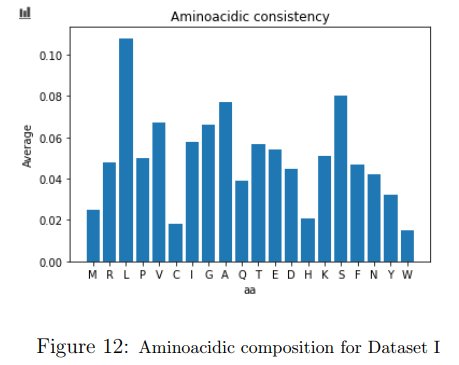 Aminoacidic consistency
0.10
0.08
0.06
0.04
0.02
0.00
Average
M R L P V C I G A Q T E D H K S F N Y W
aa
Figure 12: Aminoacidic composition for Dataset I